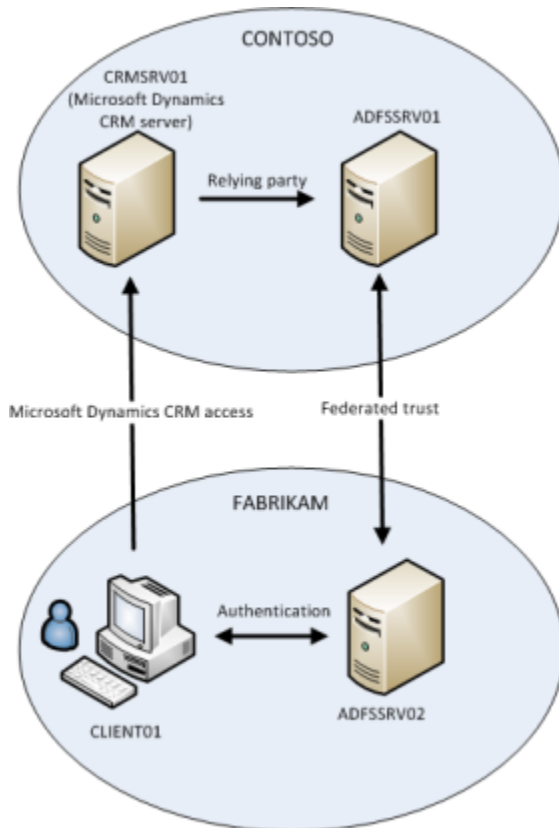 CONTOSO
CRMSRV01
(Microsoft Dynamics
CRM server)
ADFSSRV01
Relying party
Microsoft Dynamics CRM access
Federated trust
FABRIKAM
Authentication
CLIENT01
ADFSSRV02